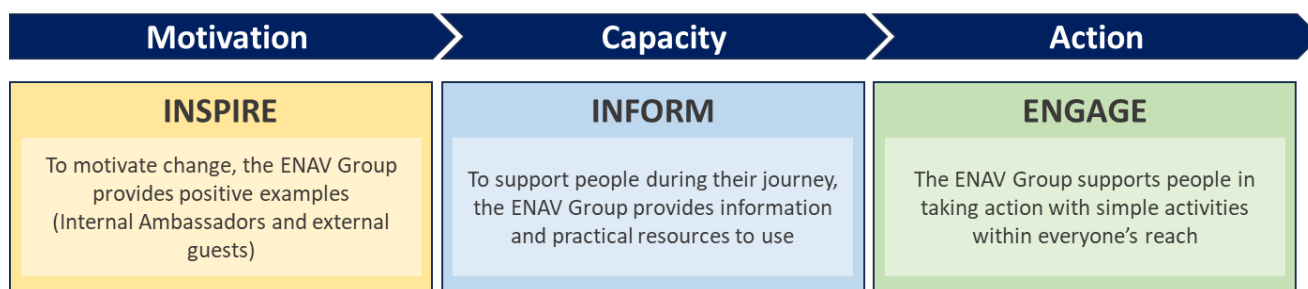 Motivation
Capacity
Action
INSPIRE
To motivate change, the ENAV Group
provides positive examples
(Internal Ambassadors and external
guests)
INFORM
To support people during their journey,
the ENAV Group provides information
and practical resources to use
ENGAGE
The ENAV Group supports people in
taking action with simple activities
within everyone’s reach